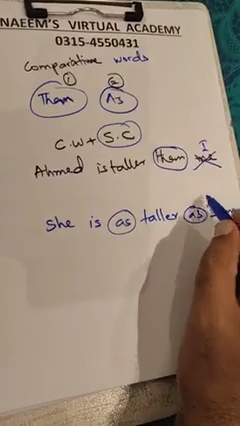 NAEEM'S VIRTUAL ACADEMY
0315-4550431
Comparative words
① ②
Than As
C.W + S.C
I
Ahmed is taller than me
She is as taller as